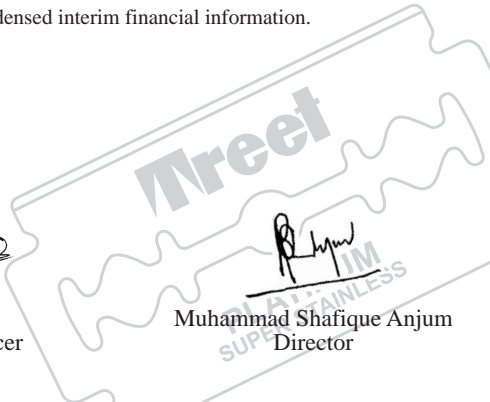 densed interim financial information.
Treet
PLATINUM
SUPER STAINLESS
Muhammad Shafique Anjum
cer Director